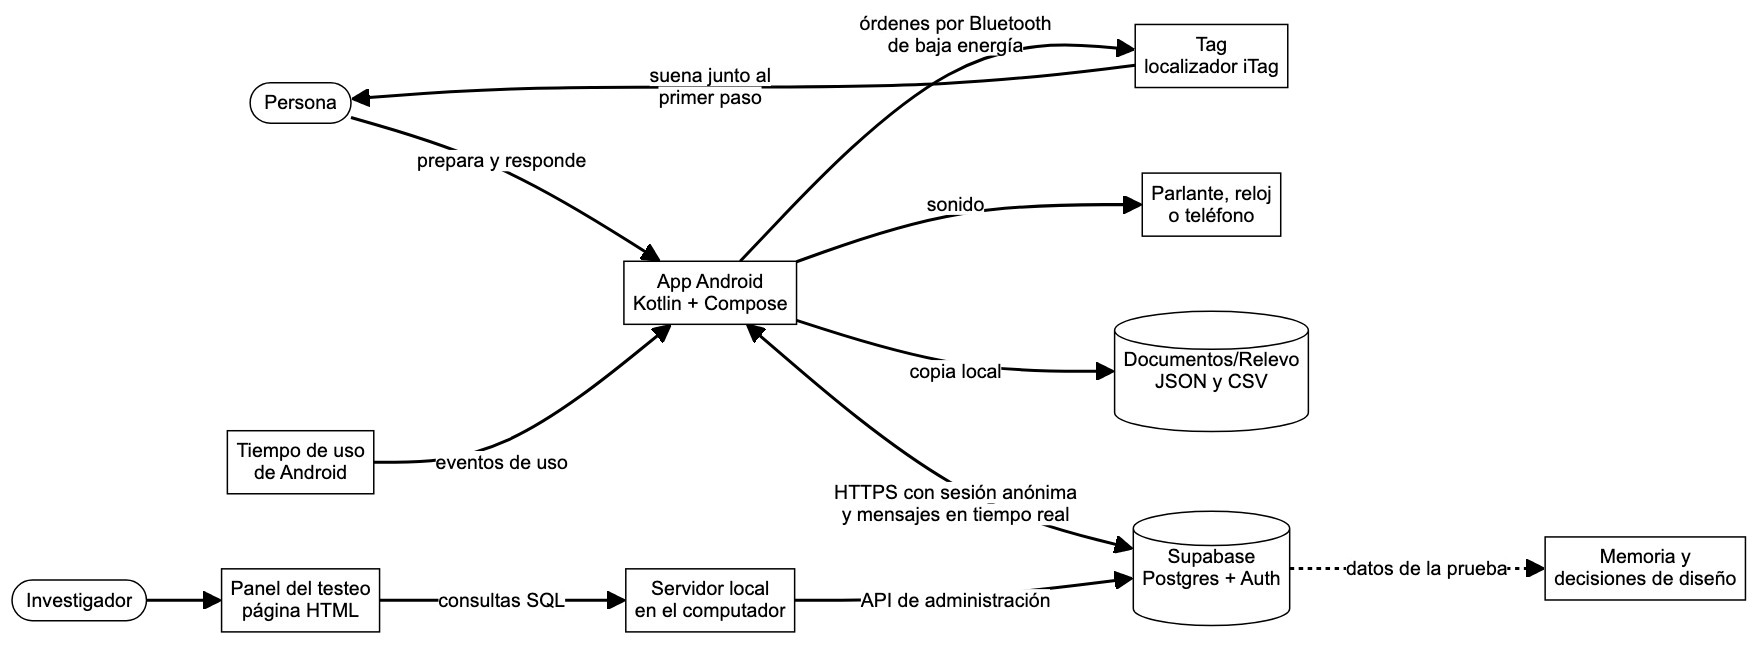 órdenes por Bluetooth
de baja energía
Tag
localizador iTag
suena junto al
primer paso
Persona
prepara y responde
Parlante, reloj
o teléfono
sonido
App Android
Kotlin + Compose
Documentos/Relevo
JSON y CSV
copia local
Tiempo de uso
de Android
eventos de uso
HTTPS con sesión anónima
y mensajes en tiempo real
Investigador
Panel del testeo
página HTML
consultas SQL
Servidor local
en el computador
API de administración
Supabase
Postgres + Auth
datos de la prueba
Memoria y
decisiones de diseño